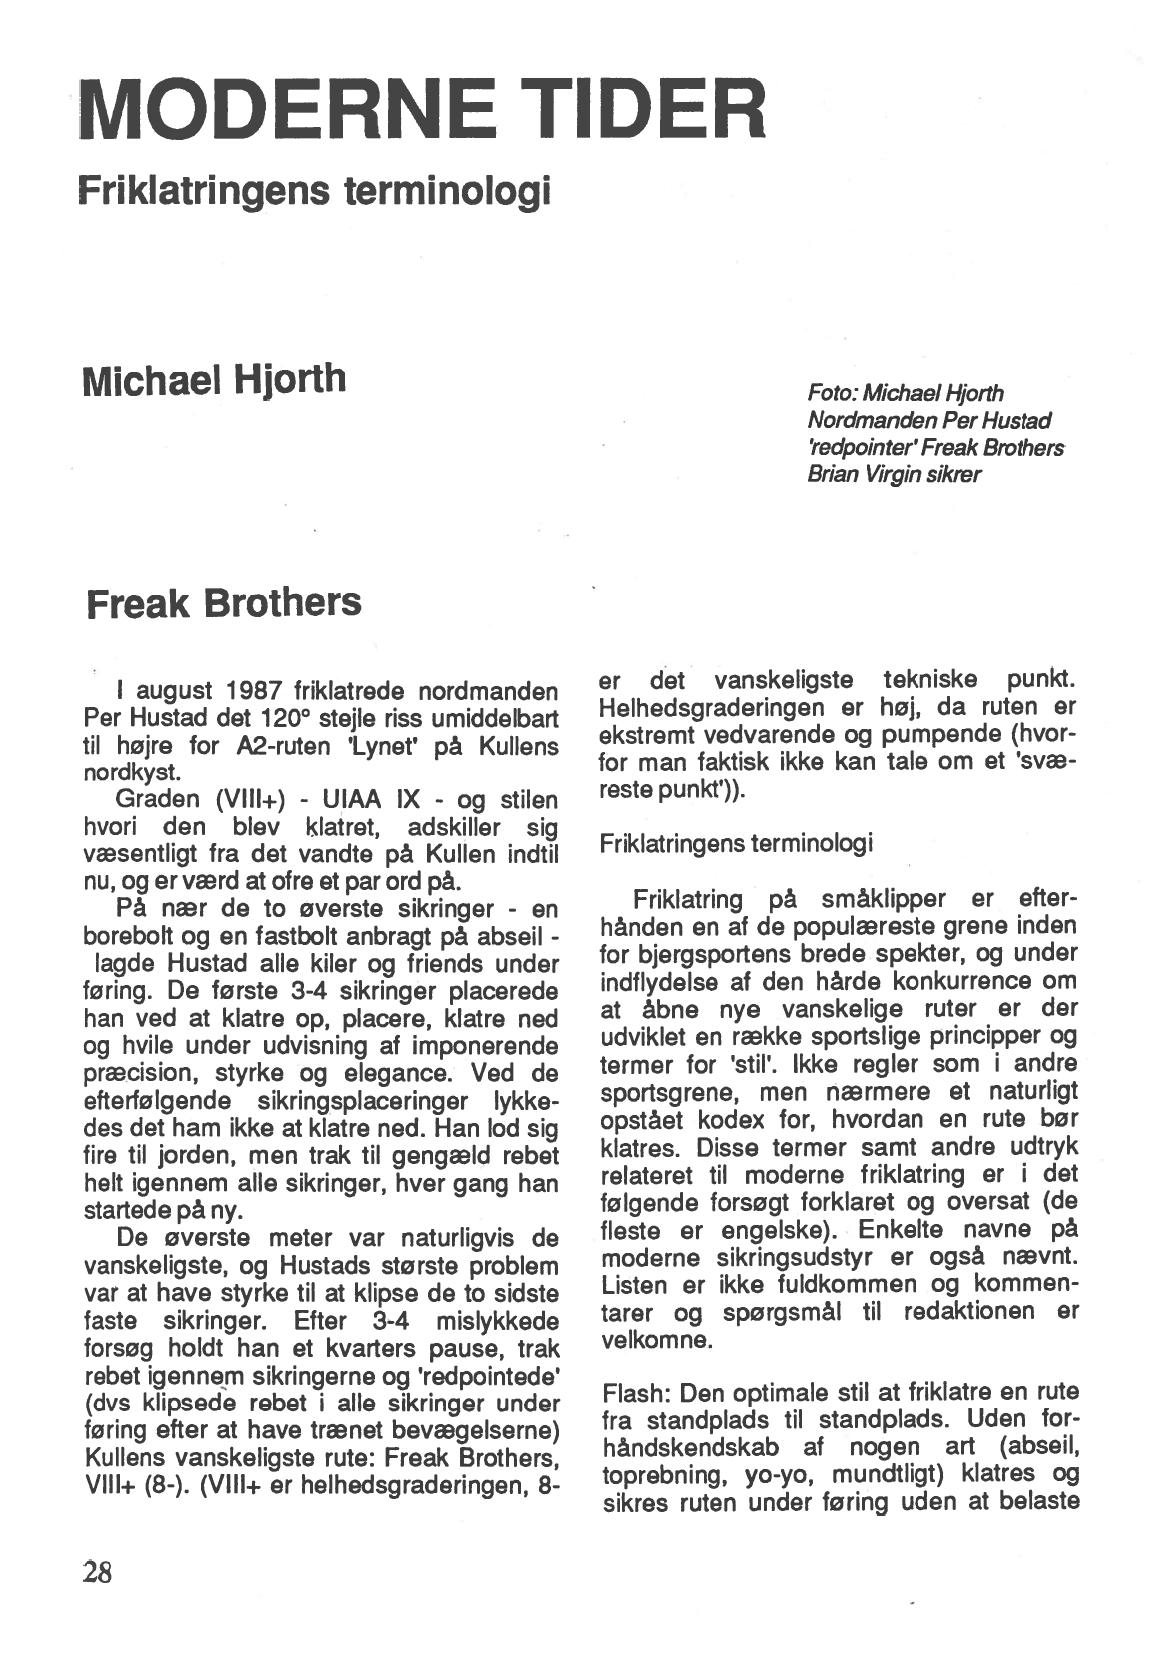 MODERNE TIDER
Friklatringens terminologi
Michael Hjorth
Foto: Michael Hjorth
Nordmanden Per Hustad
'redpointer' Freak Brothers
Brian Virgin sikrer
Freak Brothers
I august 1987 friklatrede nordmanden
Per Hustad det 120° stejle riss umiddelbart
til højre for A2-ruten 'Lynet' på Kullens
nordkyst.
Graden (VIII+) - UIAA IX - og stilen
hvori den blev klatret, adskiller sig
væsentligt fra det vandte på Kullen indtil
nu, og er værd at ofre et par ord på.
På nær de to øverste sikringer - en
borebolt og en fastbolt anbragt på abseil -
lagde Hustad alle kiler og friends under
føring. De første 3-4 sikringer placerede
han ved at klatre op, placere, klatre ned
og hvile under udvisning af imponerende
præcision, styrke og elegance. Ved de
efterfølgende sikringsplaceringer lykke-
des det ham ikke at klatre ned. Han lod sig
fire til jorden, men trak til gengæld rebet
helt igennem alle sikringer, hver gang han
startede på ny.
De øverste meter var naturligvis de
vanskeligste, og Hustads største problem
var at have styrke til at klipse de to sidste
faste sikringer. Efter 3-4 mislykkede
forsøg holdt han et kvarters pause, trak
rebet igennem sikringerne og 'redpointede'
(dvs klipsede rebet i alle sikringer under
føring efter at have trænet bevægelserne)
Kullens vanskeligste rute: Freak Brothers,
VIII+ (8-). (VIII+ er helhedsgraderingen, 8-
er det vanskeligste tekniske punkt.
Helhedsgraderingen er høj, da ruten er
ekstremt vedvarende og pumpende (hvor-
for man faktisk ikke kan tale om et 'svæ-
reste punkt')).
Friklatringens terminologi
Friklatring på småklipper er efter-
hånden en af de populæreste grene inden
for bjergsportens brede spekter, og under
indflydelse af den hårde konkurrence om
at åbne nye vanskelige ruter er der
udviklet en række sportslige principper og
termer for 'stil'. Ikke regler som i andre
sportsgrene, men nærmere et naturligt
opstået kodex for, hvordan en rute bør
klatres. Disse termer samt andre udtryk
relateret til moderne friklatring er i det
følgende forsøgt forklaret og oversat (de
fleste er engelske). Enkelte navne på
moderne sikringsudstyr er også nævnt.
Listen er ikke fuldkommen og kommen-
tarer og spørgsmål til redaktionen er
velkomne.
Flash: Den optimale stil at friklatre en rute
fra standplads til standplads. Uden for-
håndskendskab af nogen art (abseil,
toprebning, yo-yo, mundtligt) klatres og
sikres ruten under føring uden at belaste
28